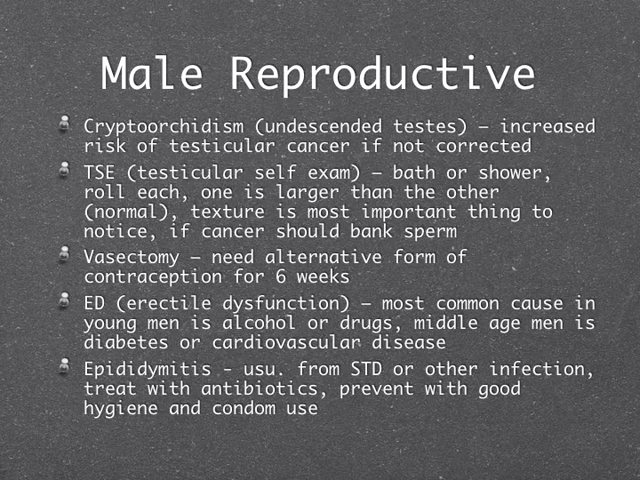 Male Reproductive
Cryptoorchidism (undescended testes) – increased
risk of testicular cancer if not corrected
TSE (testicular self exam) – bath or shower,
roll each, one is larger than the other
(normal), texture is most important thing to
notice, if cancer should bank sperm
Vasectomy – need alternative form of
contraception for 6 weeks
ED (erectile dysfunction) – most common cause in
young men is alcohol or drugs, middle age men is
diabetes or cardiovascular disease
Epididymitis - usu. from STD or other infection,
treat with antibiotics, prevent with good
hygiene and condom use